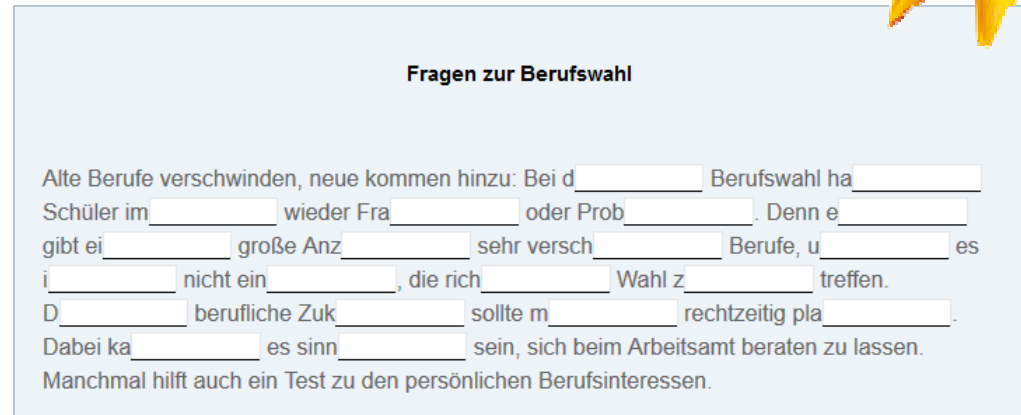 Fragen zur Berufswahl
Alte Berufe verschwinden, neue kommen hinzu: Bei d Berufswahl ha
Schüler im wieder Fra oder Prob . Denn e
gibt ei große Anz sehr versch Berufe, u es
i nicht ein , die rich Wahl z treffen.
D berufliche Zuk sollte m rechtzeitig pla .
Dabei ka es sinn sein, sich beim Arbeitsamt beraten zu lassen.
Manchmal hilft auch ein Test zu den persönlichen Berufsinteressen.